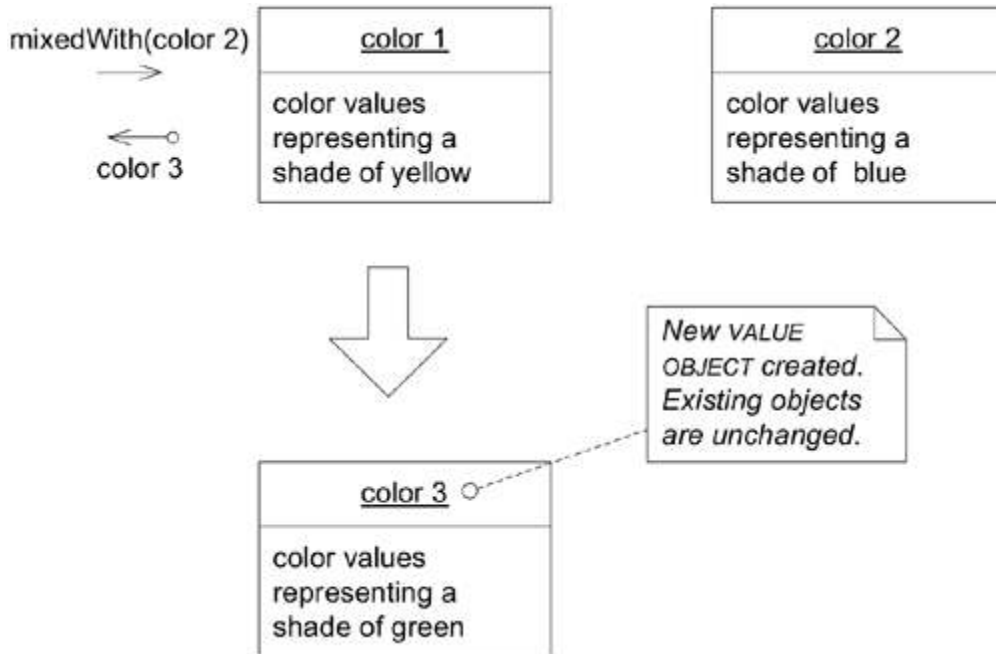 mixedWith(color 2)
color 3
color 1
color values
representing a
shade of yellow
color 2
color values
representing a
shade of  blue
New VALUE
OBJECT created.
Existing objects
are unchanged.
color 3
color values
representing a
shade of green